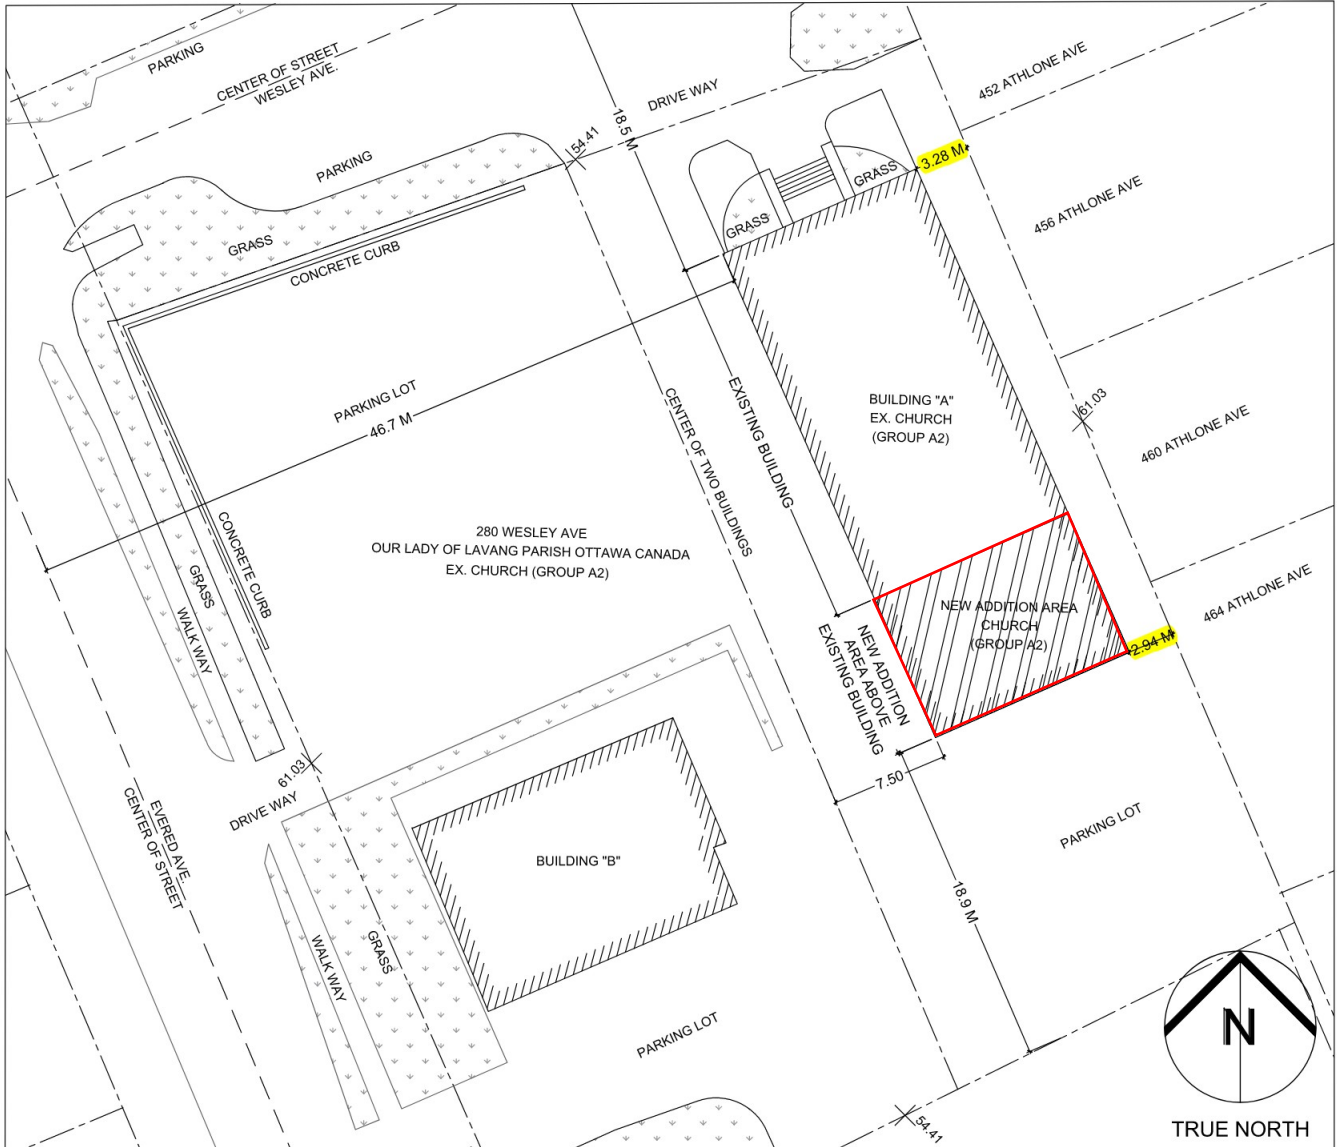 PARKING
CENTER OF STREET
WESLEY AVE.
DRIVE WAY
452 ATHLONE AVE
18.5 M
54.41
PARKING
3.28 M
GRASS
456 ATHLONE AVE
GRASS
GRASS
CONCRETE CURB
PARKING LOT
46.7 M
CENTER OF TWO BUILDINGS
EXISTING BUILDING
BUILDING "A"
EX. CHURCH
(GROUP A2)
61.03
460 ATHLONE AVE
CONCRETE CURB
GRASS
WALK WAY
280 WESLEY AVE
OUR LADY OF LAVANG PARISH OTTAWA CANADA
EX. CHURCH (GROUP A2)
NEW ADDITION AREA
CHURCH
(GROUP A2)
464 ATHLONE AVE
2.94 M
NEW ADDITION
AREA ABOVE
EXISTING BUILDING
7.50
61.03
DRIVE WAY
EVERED AVE.
CENTER OF STREET
BUILDING "B"
PARKING LOT
18.9 M
WALK WAY
GRASS
PARKING LOT
54.41
N
TRUE NORTH